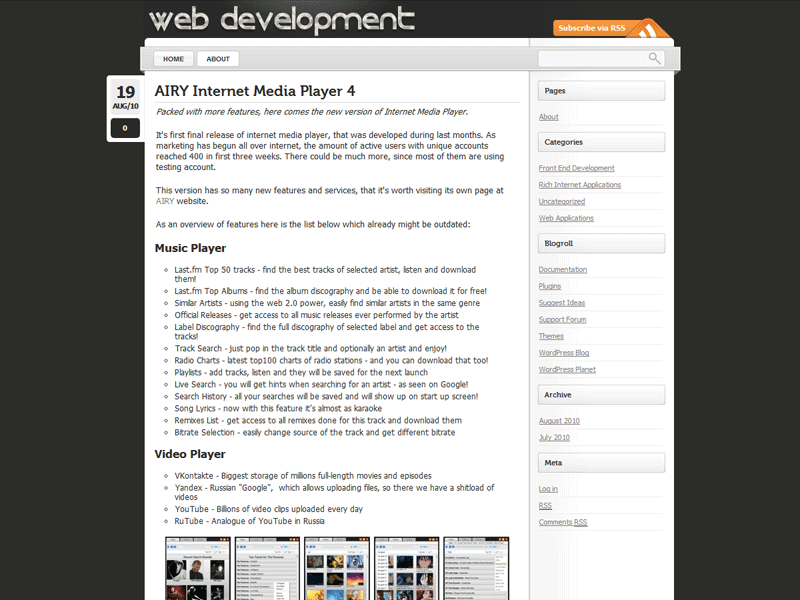 web development
Subscribe via RSS
HOME
ABOUT
19
AUG/10
0
AIRY Internet Media Player 4
Packed with more features, here comes the new version of Internet Media Player.
It's first final release of internet media player, that was developed during last months. As
marketing has begun all over internet, the amount of active users with unique accounts
reached 400 in first three weeks. There could be much more, since most of them are using
testing account.
This version has so many new features and services, that it's worth visiting its own page at
AIRY website.
As an overview of features here is the list below which already might be outdated:
Music Player
Last.fm Top 50 tracks - find the best tracks of selected artist, listen and download
them!
Last.fm Top Albums - find the album discography and be able to download it for free!
Similar Artists - using the web 2.0 power, easily find similar artists in the same genre
Official Releases - get access to all music releases ever performed by the artist
Label Discography - find the full discography of selected label and get access to the
tracks!
Track Search - just pop in the track title and optionally an artist and enjoy!
Radio Charts - latest top100 charts of radio stations - and you can download that too!
Playlists - add tracks, listen and they will be saved for the next launch
Live Search - you will get hints when searching for an artist - as seen on Google!
Search History - all your searches will be saved and will show up on start up screen!
Song Lyrics - now with this feature it's almost as karaoke
Remixes List - get access to all remixes done for this track and download them
Bitrate Selection - easily change source of the track and get different bitrate
Video Player
VKontakte - Biggest storage of millions full-length movies and episodes
Yandex - Russian "Google", which allows uploading files, so there we have a shitload of
videos
YouTube - Billions of video clips uploaded every day
RuTube - Analogue of YouTube in Russia
Pages
About
Categories
Front End Development
Rich Internet Applications
Uncategorized
Web Applications
Blogroll
Documentation
Plugins
Suggest Ideas
Support Forum
Themes
WordPress Blog
WordPress Planet
Archive
August 2010
July 2010
Meta
Log in
RSS
Comments RSS